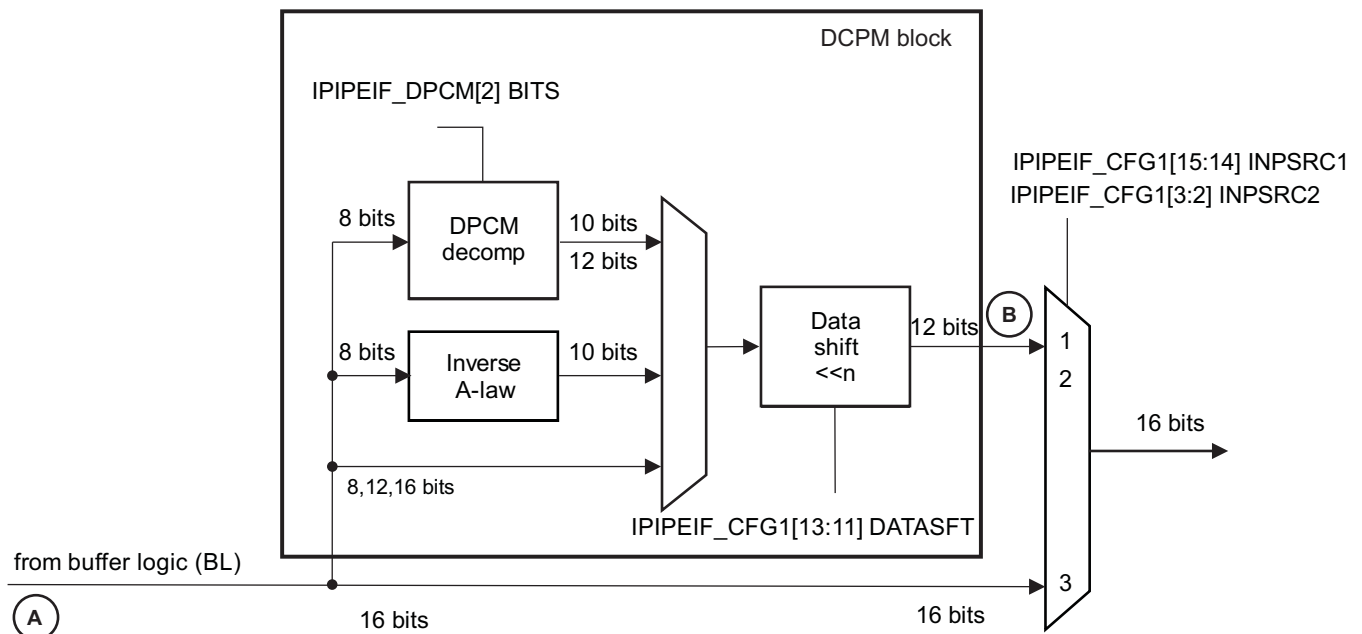 DCPM block
IPIPEIF_DPCM[2] BITS
IPIPEIF_CFG1[15:14] INPSRC1
IPIPEIF_CFG1[3:2] INPSRC2
8 bits
DPCM
decomp
10 bits
12 bits
8 bits
Inverse
A-law
10 bits
8,12,16 bits
Data
shift
<<n
12 bits
B
1
2
3
16 bits
IPIPEIF_CFG1[13:11] DATASFT
from buffer logic (BL)
A
16 bits
16 bits